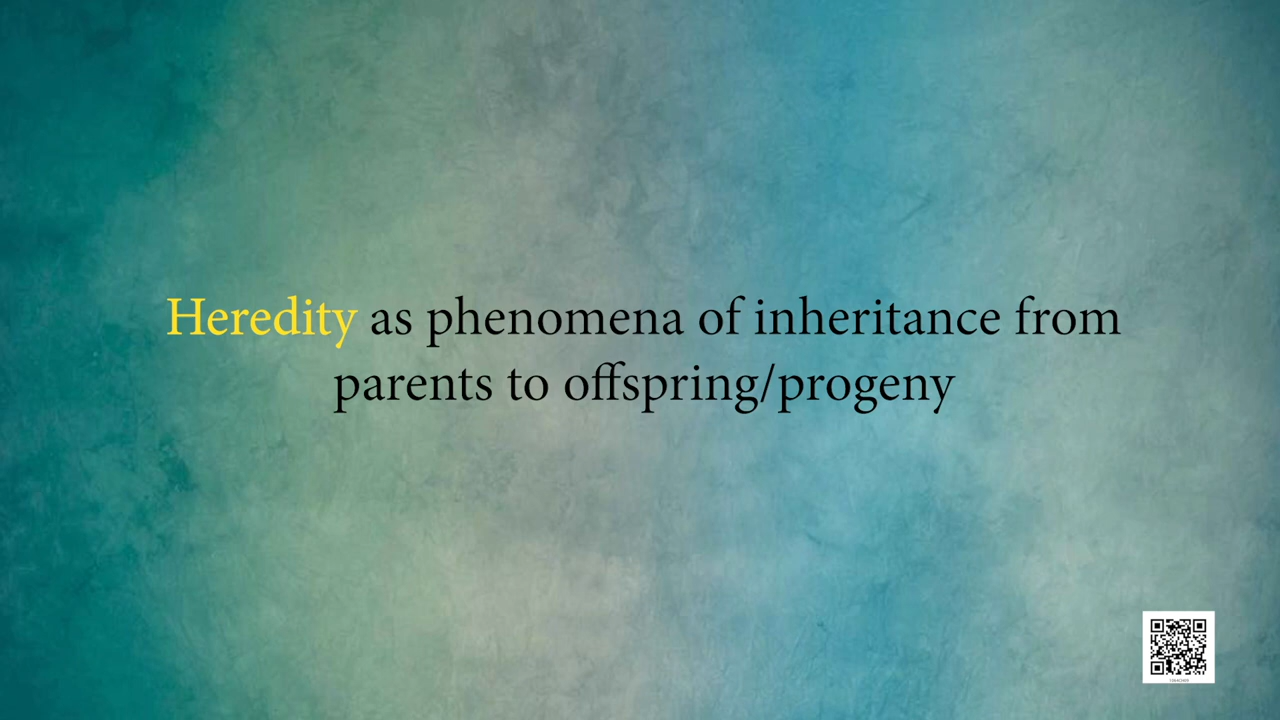 Heredity as phenomena of inheritance from
parents to offspring/progeny